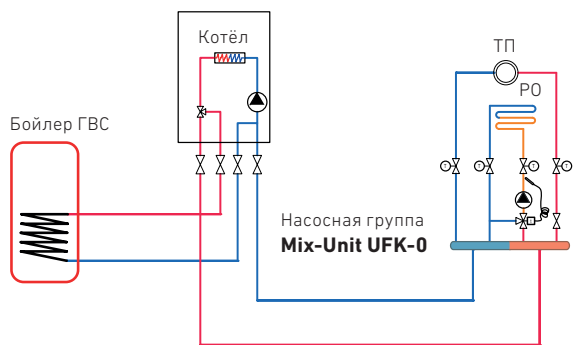 Котёл
ТП
РО
Бойлер ГВС
T
T
T
T
Насосная группа
Mix-Unit UFK-0